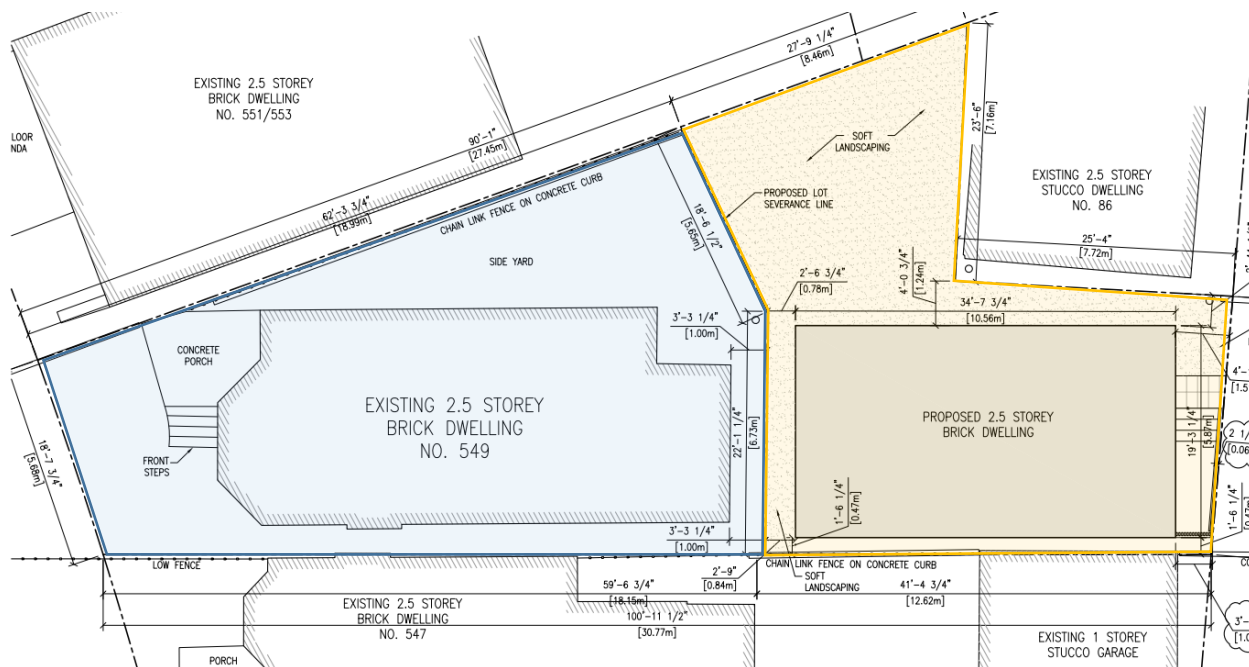 EXISTING 2.5 STOREY
BRICK DWELLING
NO. 551/553
27'-9 1/4"
[8.46m]
90'-1"
[27.45m]
62'-3 3/4"
[18.99m]
CHAIN LINK FENCE ON CONCRETE CURB
SOFT
LANDSCAPING
23'-6"
[7.16m]
PROPOSED LOT
SEVERANCE LINE
EXISTING 2.5 STOREY
STUCCO DWELLING
NO. 86
18'-6 1/2"
[5.65m]
SIDE YARD
25'-4"
[7.72m]
2'-6 3/4"
[0.78m]
4'-0 3/4"
[1.24m]
34'-7 3/4"
[10.56m]
3'-3 1/4"
[1.00m]
CONCRETE
PORCH
EXISTING 2.5 STOREY
BRICK DWELLING
NO. 549
PROPOSED 2.5 STOREY
BRICK DWELLING
22'-1 1/4"
[6.73m]
19'-3 1/4"
[5.87m]
FRONT
STEPS
18'-7 3/4"
[5.68m]
1'-6 1/4"
[0.47m]
1'-6 1/4"
3'-3 1/4"
[1.00m]
LOW FENCE
2'-9"
[0.84m]
CHAIN LINK FENCE ON CONCRETE CURB
SOFT
LANDSCAPING
59'-6 3/4"
[18.15m]
41'-4 3/4"
[12.62m]
100'-11 1/2"
[30.77m]
EXISTING 2.5 STOREY
BRICK DWELLING
NO. 547
PORCH
EXISTING 1 STOREY
STUCCO GARAGE